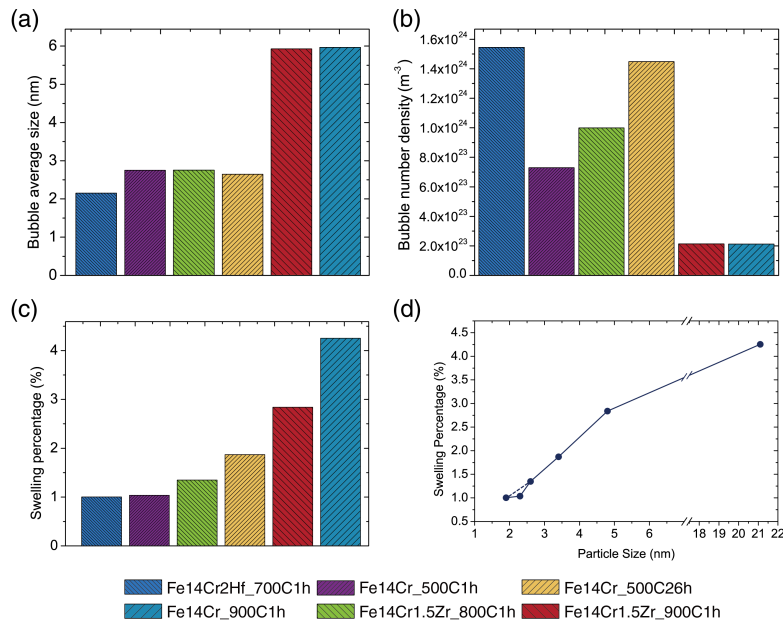 (a)
Bubble average size (nm)
6
5
4
3
2
1
0
(b)
Bubble number density (m-3)
1.6x10^24
1.4x10^24
1.2x10^24
1.0x10^24
8.0x10^23
6.0x10^23
4.0x10^23
2.0x10^23
0.0
(c)
Swelling percentage (%)
4
3
2
1
0
(d)
Swelling Percentage (%)
4.5
4.0
3.5
3.0
2.5
2.0
1.5
1.0
0.5
1 2 3 4 5 6 18 19 20 21 22
Particle Size (nm)
Fe14Cr2Hf_700C1h Fe14Cr_500C1h Fe14Cr_500C26h
Fe14Cr_900C1h Fe14Cr1.5Zr_800C1h Fe14Cr1.5Zr_900C1h